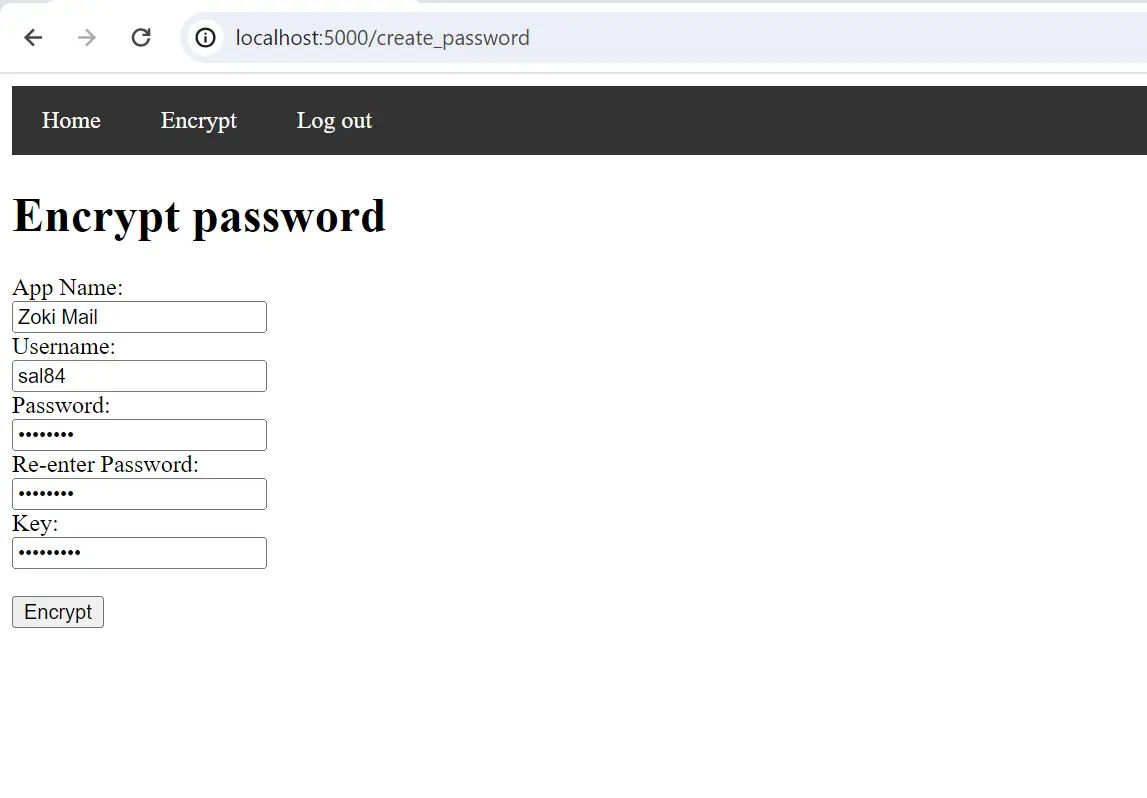 localhost:5000/create_password
Home Encrypt Log out
Encrypt password
App Name:
Zoki Mail
Username:
sal84
Password:
••••••••
Re-enter Password:
••••••••
Key:
•••••••••
Encrypt